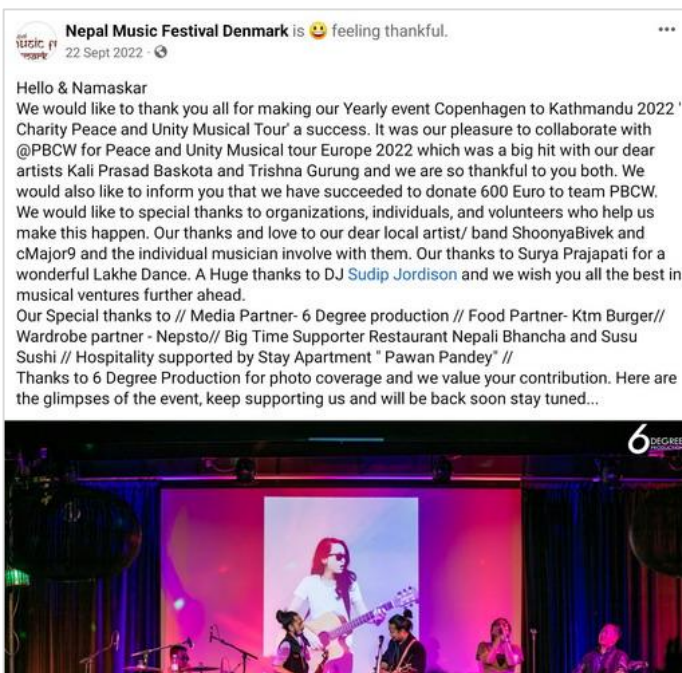 Nepal Music Festival Denmark is 😀 feeling thankful.
22 Sept 2022 ·
Hello & Namaskar
We would like to thank you all for making our Yearly event Copenhagen to Kathmandu 2022 '
Charity Peace and Unity Musical Tour' a success. It was our pleasure to collaborate with
@PBCW for Peace and Unity Musical tour Europe 2022 which was a big hit with our dear
artists Kali Prasad Baskota and Trishna Gurung and we are so thankful to you both. We
would also like to inform you that we have succeeded to donate 600 Euro to team PBCW.
We would like to special thanks to organizations, individuals, and volunteers who help us
make this happen. Our thanks and love to our dear local artist/ band ShoonyaBivek and
cMajor9 and the individual musician involve with them. Our thanks to Surya Prajapati for a
wonderful Lakhe Dance. A Huge thanks to DJ Sudip Jordison and we wish you all the best in
musical ventures further ahead.
Our Special thanks to // Media Partner- 6 Degree production // Food Partner- Ktm Burger//
Wardrobe partner - Nepsto// Big Time Supporter Restaurant Nepali Bhancha and Susu
Sushi // Hospitality supported by Stay Apartment " Pawan Pandey" //
Thanks to 6 Degree Production for photo coverage and we value your contribution. Here are
the glimpses of the event, keep supporting us and will be back soon stay tuned...
6 DEGREE
PRODUCTION